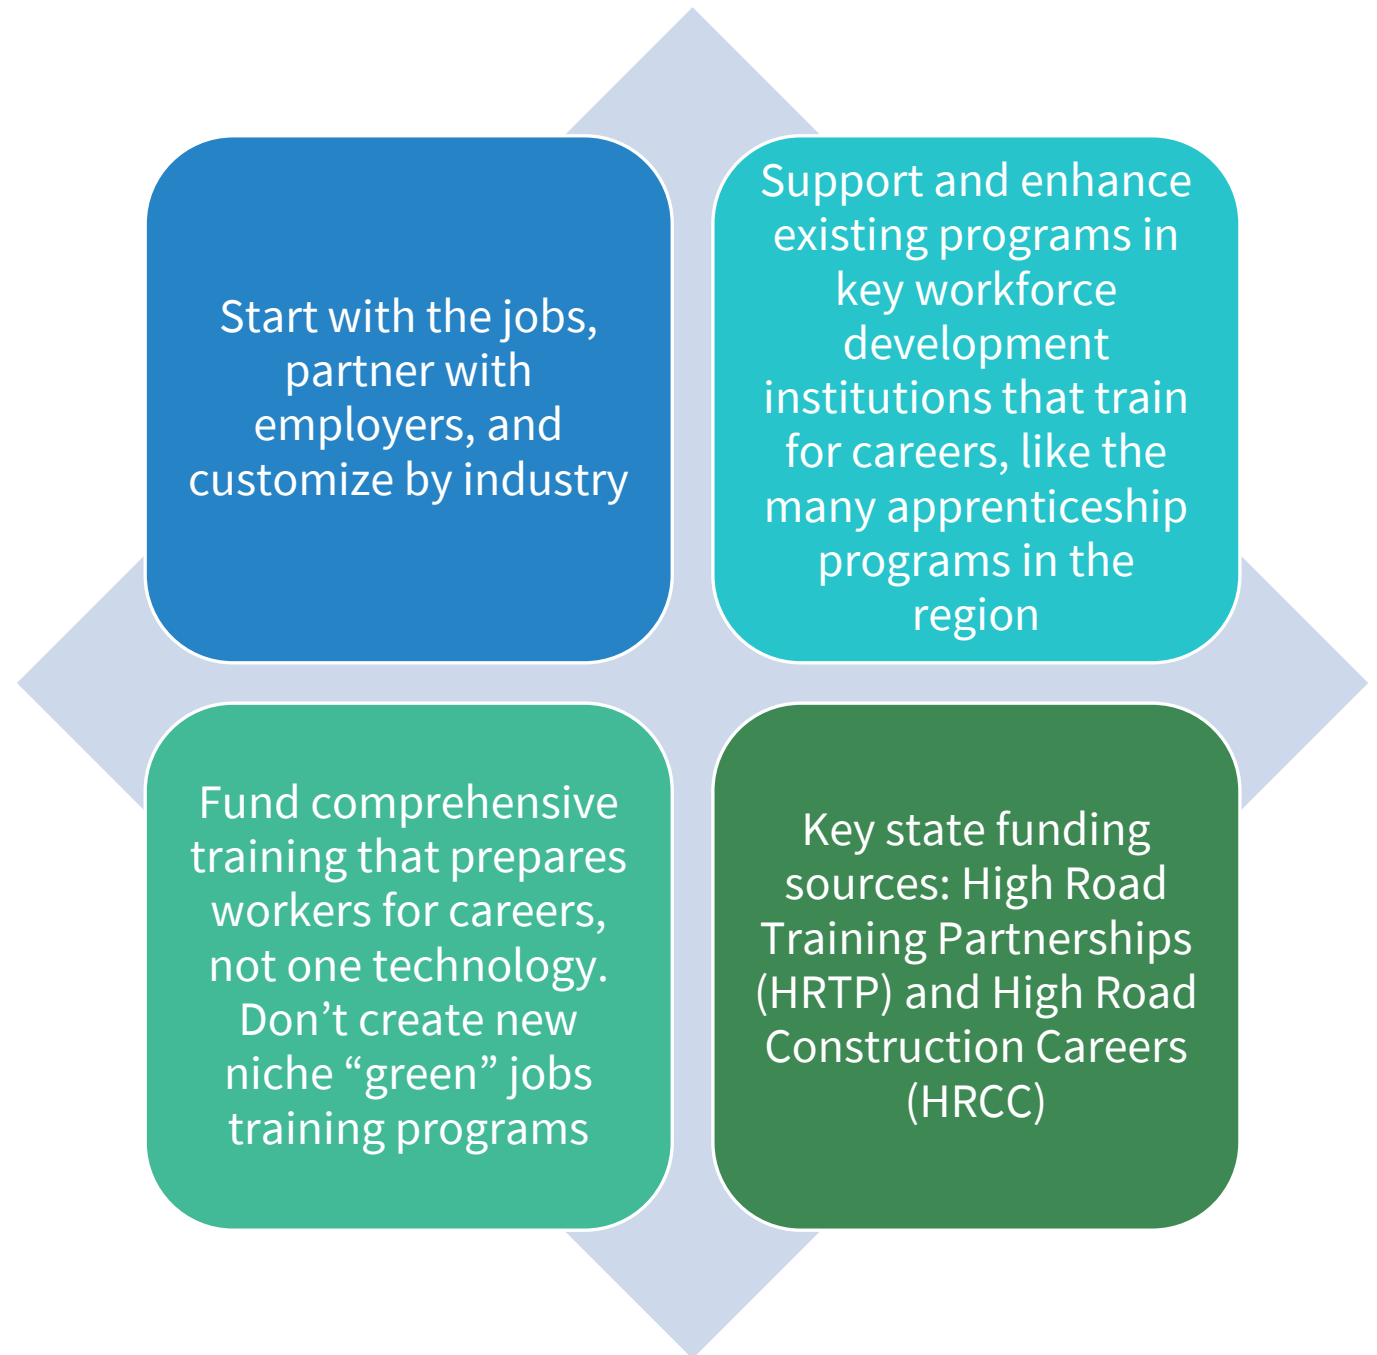 Start with the jobs,
partner with
employers, and
customize by industry
Support and enhance
existing programs in
key workforce
development
institutions that train
for careers, like the
many apprenticeship
programs in the
region
Fund comprehensive
training that prepares
workers for careers,
not one technology.
Don’t create new
niche “green” jobs
training programs
Key state funding
sources: High Road
Training Partnerships
(HRTP) and High Road
Construction Careers
(HRCC)